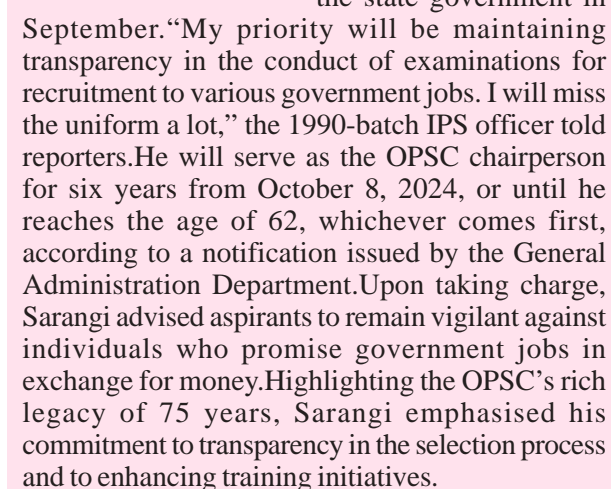 the state government in
September.“My priority will be maintaining
transparency in the conduct of examinations for
recruitment to various government jobs. I will miss
the uniform a lot,” the 1990-batch IPS officer told
reporters.He will serve as the OPSC chairperson
for six years from October 8, 2024, or until he
reaches the age of 62, whichever comes first,
according to a notification issued by the General
Administration Department.Upon taking charge,
Sarangi advised aspirants to remain vigilant against
individuals who promise government jobs in
exchange for money.Highlighting the OPSC’s rich
legacy of 75 years, Sarangi emphasised his
commitment to transparency in the selection process
and to enhancing training initiatives.